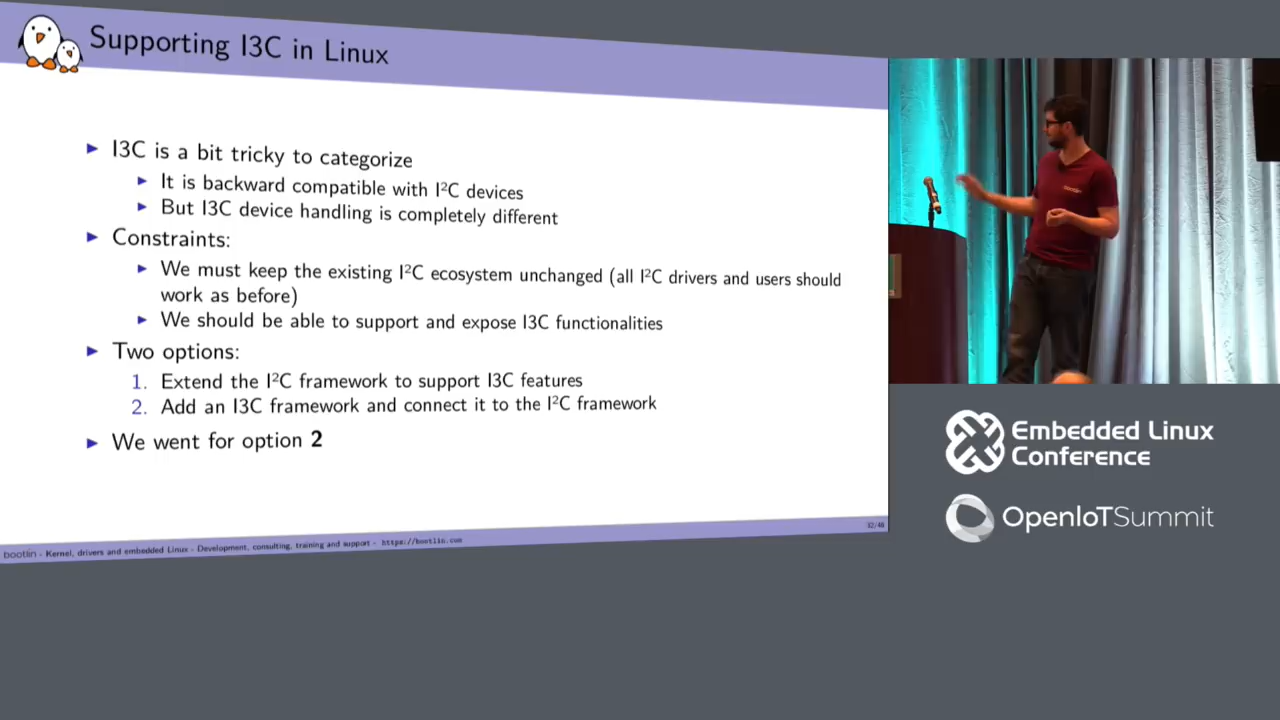 Supporting I3C in Linux
▶ I3C is a bit tricky to categorize
▶ It is backward compatible with I²C devices
▶ But I3C device handling is completely different
▶ Constraints:
▶ We must keep the existing I²C ecosystem unchanged (all I²C drivers and users should
work as before)
▶ We should be able to support and expose I3C functionalities
▶ Two options:
1. Extend the I²C framework to support I3C features
2. Add an I3C framework and connect it to the I²C framework
▶ We went for option 2
bootlin - Kernel, drivers and embedded Linux - Development, consulting, training and support - https://bootlin.com
Embedded Linux
Conference
OpenIoTSummit